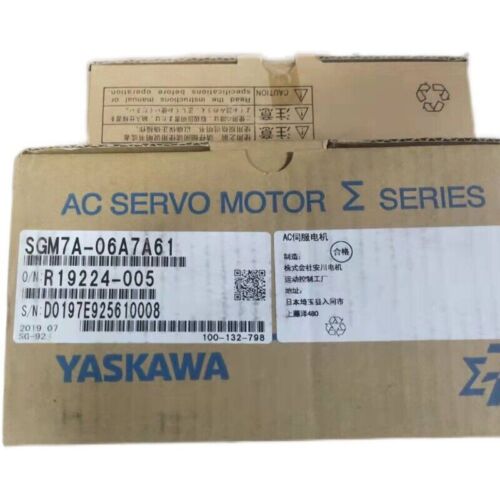 CAUTION
Read the instructions manual or
specifications before operation
注意
注意
AC SERVO MOTOR Σ SERIES
SGM7A-06A7A61
O/N: R19224-005
S/N: D0197E925610008
2019 07
100-132-798
AC伺服电机
合格
制造:
株式会社安川电机
运动控制工厂
地址:
日本埼玉县入间市
上藤泽480
YASKAWA
Σ